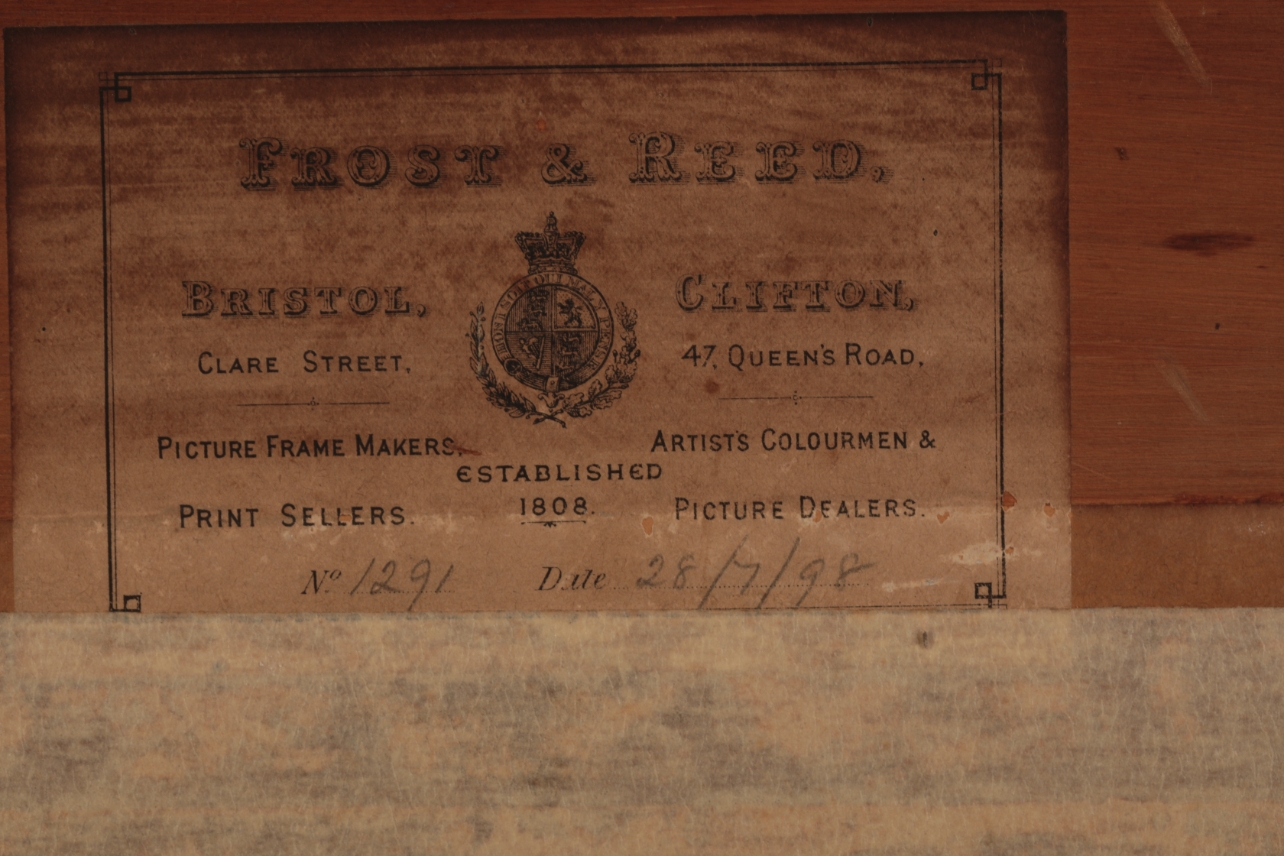 FROST & REED,
BRISTOL,
CLIFTON,
CLARE STREET,
47, QUEEN'S ROAD,
PICTURE FRAME MAKERS,
ARTIST'S COLOURMEN &
ESTABLISHED
PRINT SELLERS.
1808.
PICTURE DEALERS.
Nº 1291 Date 28/7/98